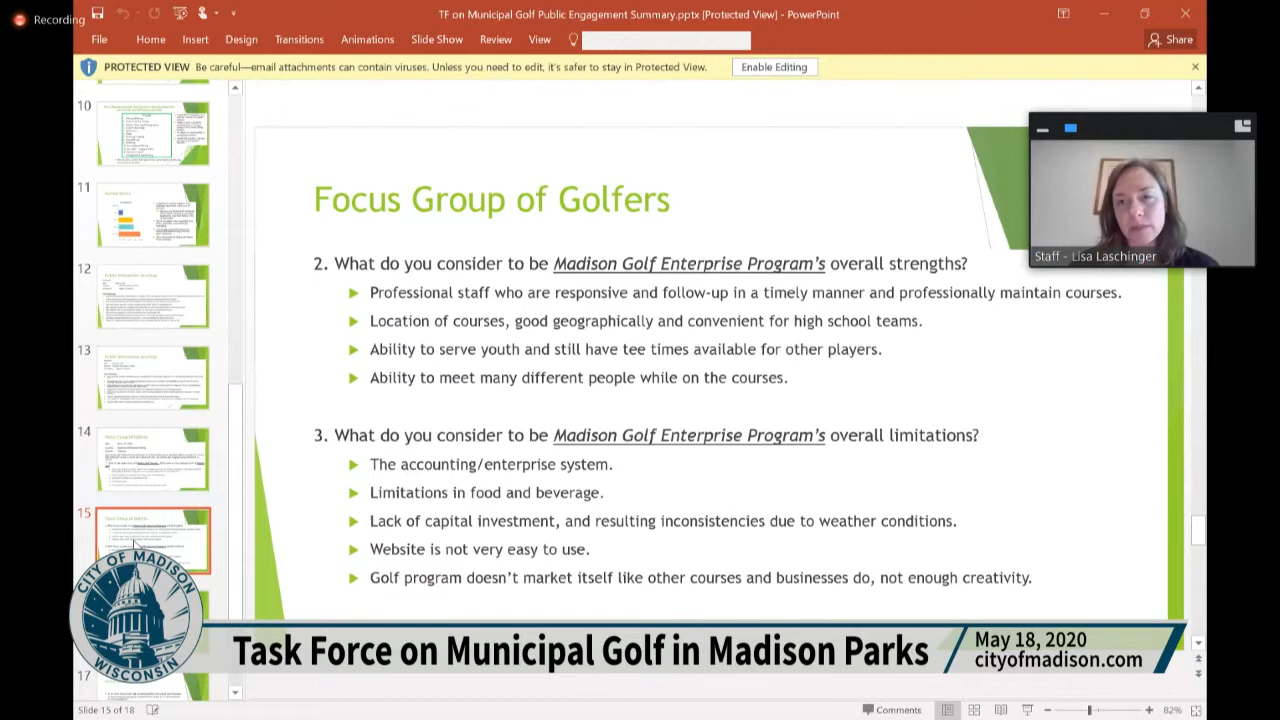 Recording
TF on Municipal Golf Public Engagement Summary.pptx [Protected View] - PowerPoint
File Home Insert Design Transitions Animations Slide Show Review View
Share
PROTECTED VIEW Be careful—email attachments can contain viruses. Unless you need to edit, it's safer to stay in Protected View.
Enable Editing
10
11
12
13
14
15
17
Focus Group of Golfers
2. What do you consider to be Madison Golf Enterprise Program's overall strengths?
Professional staff who are responsive and follow-up in a timely manner and professionally maintain courses.
Location of courses, good geographically and convenient for high school teams.
Ability to serve youth and still have tee times available for other players.
Ability to meet many different people while on the courses.
3. What do you consider to be Madison Golf Enterprise Program's overall limitations?
The accounting/enterprise system.
Limitations in food and beverage.
Lack of capital investment and resulting inconsistencies due to weather conditions.
Website is not very easy to use.
Golf program doesn't market itself like other courses and businesses do, not enough creativity.
Staff - Lisa Laschinger
CITY OF MADISON
WISCONSIN
Task Force on Municipal Golf in Madison Parks
May 18, 2020
cityofmadison.com
Slide 15 of 18
Comments
82%